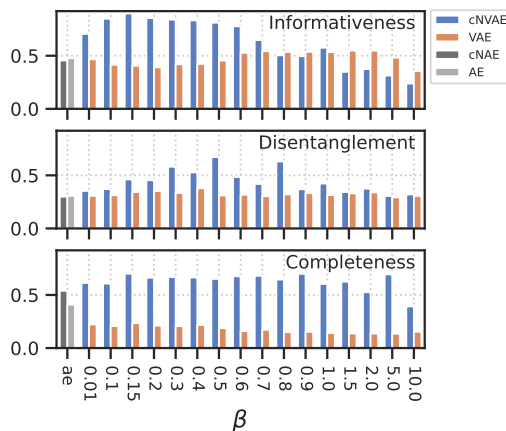 Informativeness
0.5
0.0
cNVAE
VAE
cNAE
AE
Disentanglement
0.5
0.0
Completeness
0.5
0.0
ae
0.01
0.1
0.15
0.2
0.3
0.4
0.5
0.6
0.7
0.8
0.9
1.0
1.5
2.0
5.0
10.0
β